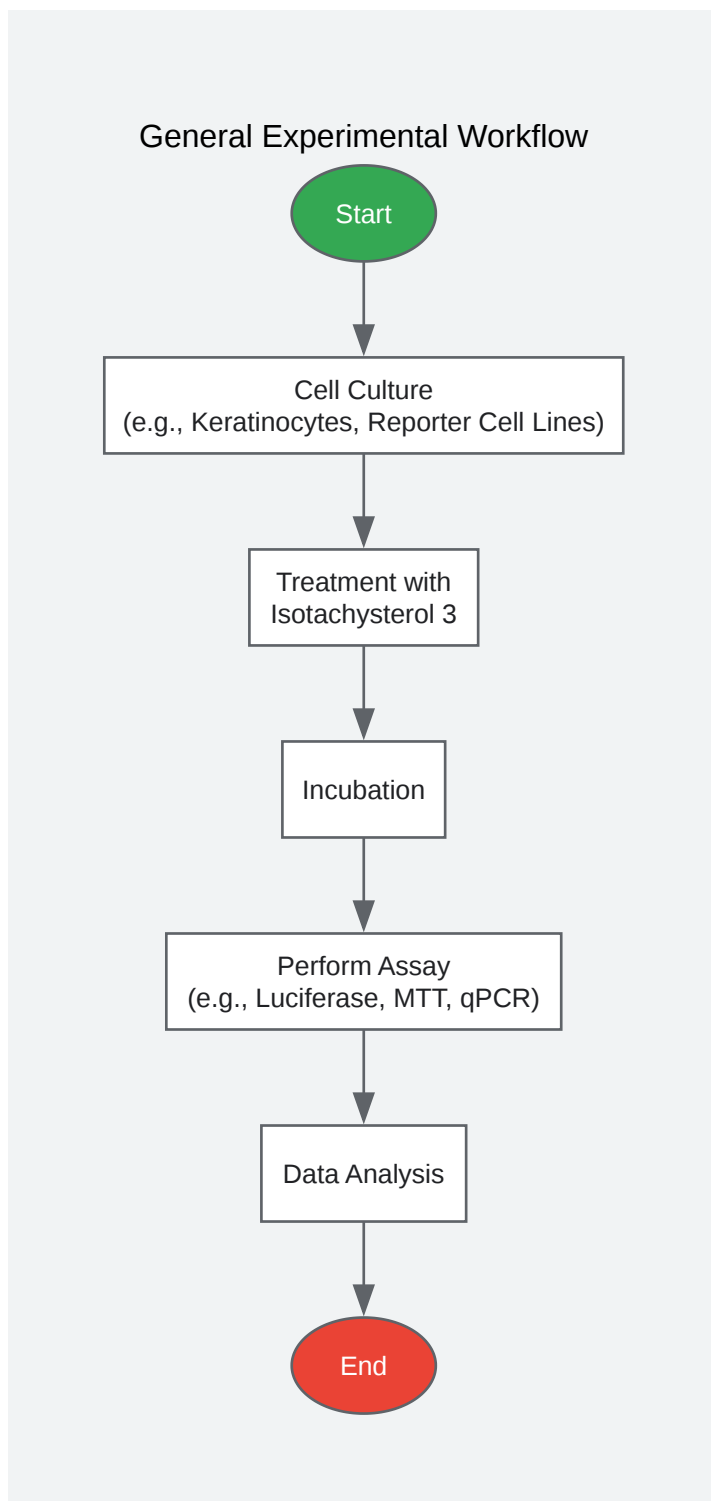 General Experimental Workflow
Start
Cell Culture
(e.g., Keratinocytes, Reporter Cell Lines)
Treatment with
Isotachysterol 3
Incubation
Perform Assay
(e.g., Luciferase, MTT, qPCR)
Data Analysis
End